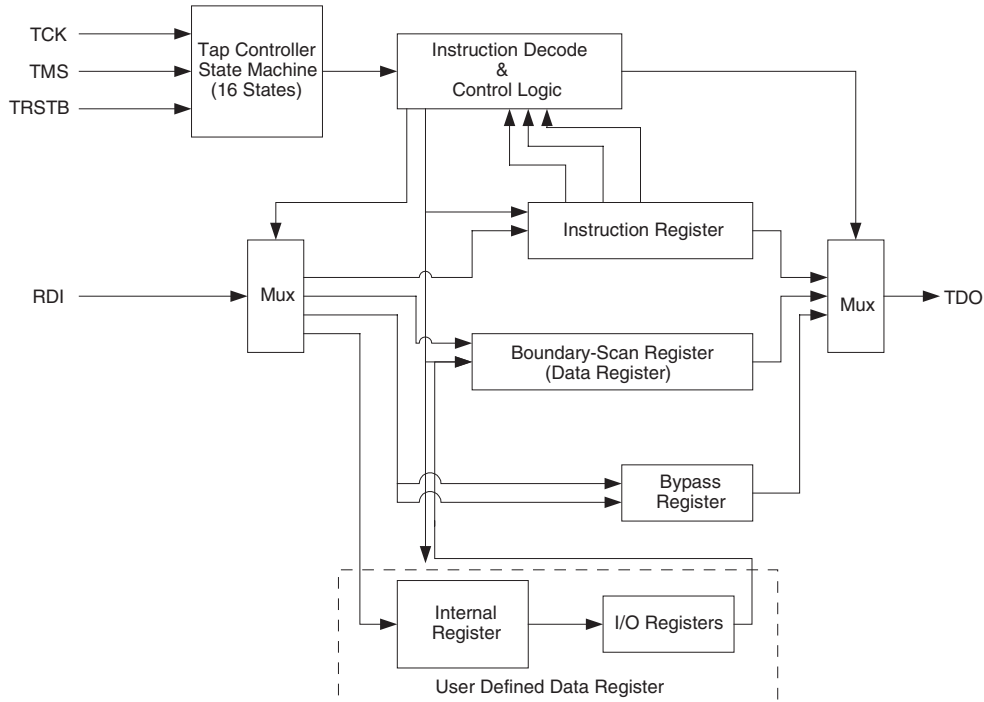 TCK
TMS
TRSTB
Tap Controller
State Machine
(16 States)
Instruction Decode
&
Control Logic
RDI
Mux
Instruction Register
Boundary-Scan Register
(Data Register)
Bypass
Register
Mux
TDO
Internal
Register
I/O Registers
User Defined Data Register